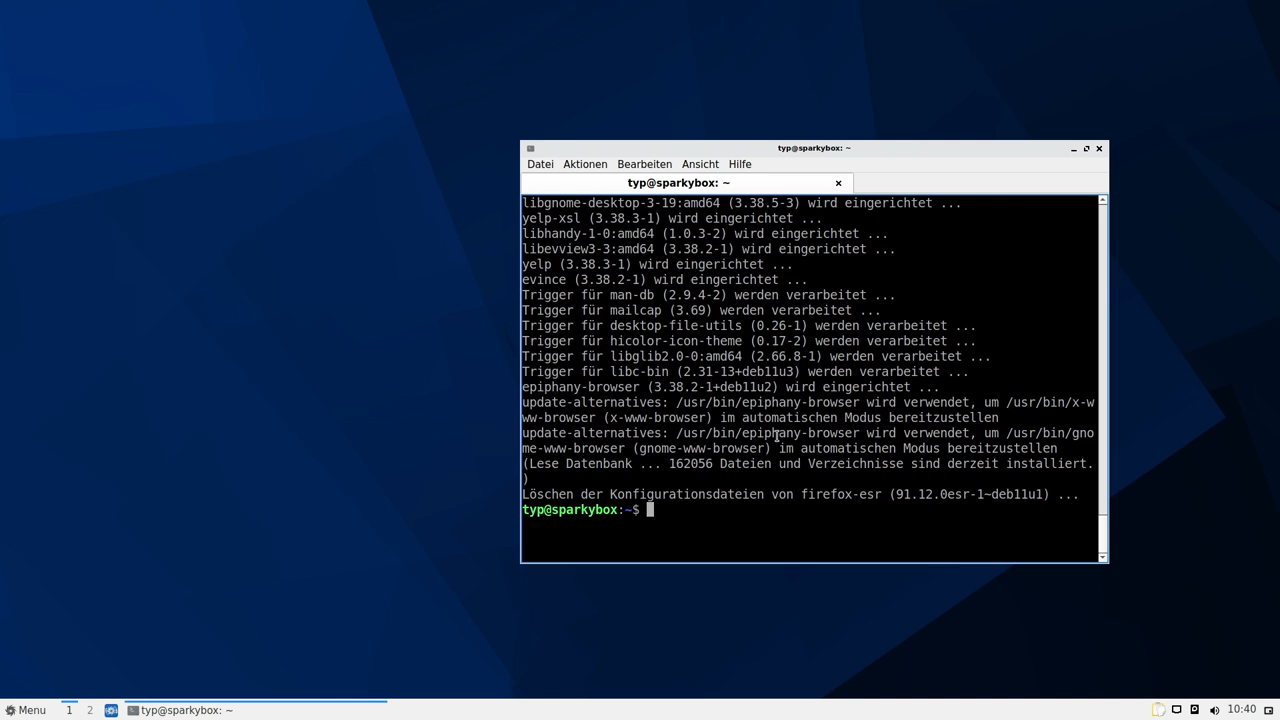 typ@sparkybox: ~
Datei Aktionen Bearbeiten Ansicht Hilfe
typ@sparkybox: ~
libgnome-desktop-3-19:amd64 (3.38.5-3) wird eingerichtet ...
yelp-xsl (3.38.3-1) wird eingerichtet ...
libhandy-1-0:amd64 (1.0.3-2) wird eingerichtet ...
libevview3-3:amd64 (3.38.2-1) wird eingerichtet ...
yelp (3.38.3-1) wird eingerichtet ...
evince (3.38.2-1) wird eingerichtet ...
Trigger für man-db (2.9.4-2) werden verarbeitet ...
Trigger für mailcap (3.69) werden verarbeitet ...
Trigger für desktop-file-utils (0.26-1) werden verarbeitet ...
Trigger für hicolor-icon-theme (0.17-2) werden verarbeitet ...
Trigger für libglib2.0-0:amd64 (2.66.8-1) werden verarbeitet ...
Trigger für libc-bin (2.31-13+deb11u3) werden verarbeitet ...
epiphany-browser (3.38.2-1+deb11u2) wird eingerichtet ...
update-alternatives: /usr/bin/epiphany-browser wird verwendet, um /usr/bin/x-w
ww-browser (x-www-browser) im automatischen Modus bereitzustellen
update-alternatives: /usr/bin/epiphany-browser wird verwendet, um /usr/bin/gno
me-www-browser (gnome-www-browser) im automatischen Modus bereitzustellen
(Lese Datenbank ... 162056 Dateien und Verzeichnisse sind derzeit installiert.
)
Löschen der Konfigurationsdateien von firefox-esr (91.12.0esr-1~deb11u1) ...
typ@sparkybox:~$
Menu 1 2 typ@sparkybox: ~ 10:40